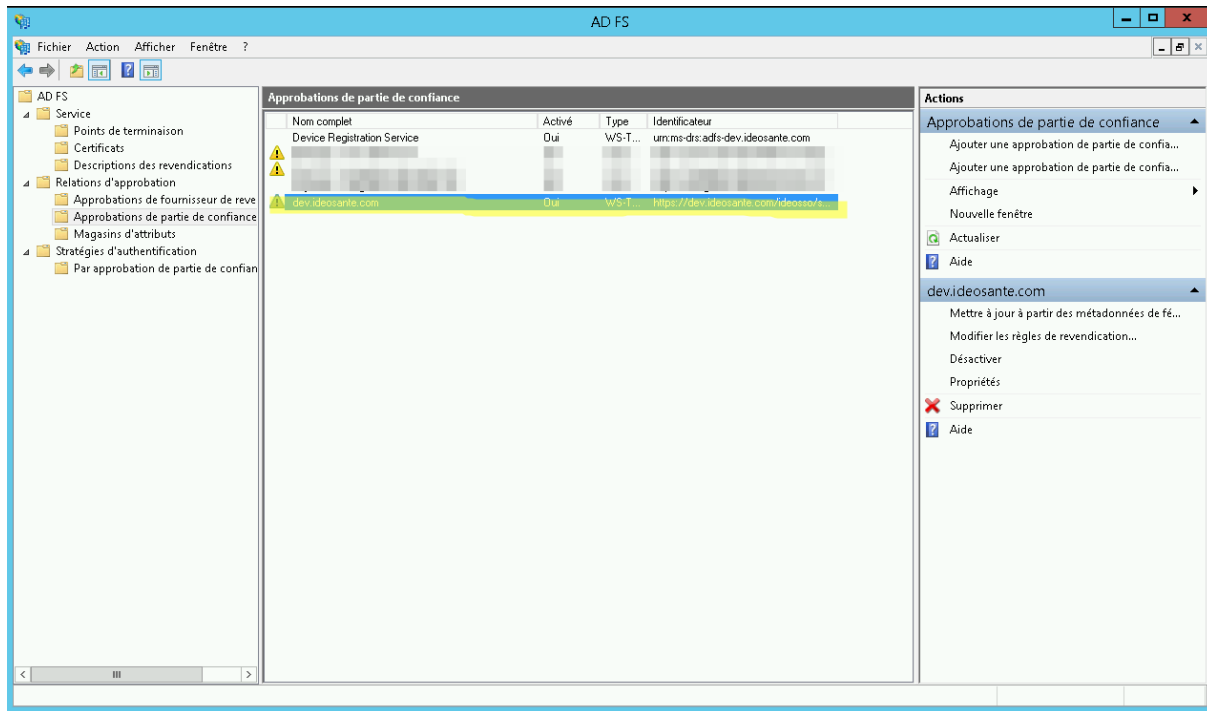 AD FS
Fichier Action Afficher Fenêtre ?
AD FS
Service
Points de terminaison
Certificats
Descriptions des revendications
Relations d'approbation
Approbations de fournisseur de reve
Approbations de partie de confiance
Magasins d'attributs
Stratégies d'authentification
Par approbation de partie de confian
Approbations de partie de confiance
Nom complet Activé Type Identificateur
Device Registration Service Oui WS-T... urn:ms-drs:adfs-dev.ideosante.com
dev.ideosante.com Oui WS-T... https://dev.ideosante.com/ideosso/s...
Actions
Approbations de partie de confiance
Ajouter une approbation de partie de confia...
Ajouter une approbation de partie de confia...
Affichage
Nouvelle fenêtre
Actualiser
Aide
dev.ideosante.com
Mettre à jour à partir des métadonnées de fé...
Modifier les règles de revendication...
Désactiver
Propriétés
Supprimer
Aide